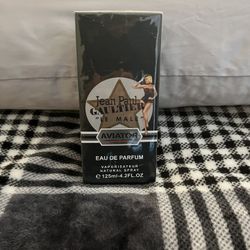 Jean Paul
GAULTIER
"LE MALE"
AVIATOR
EAU DE PARFUM
VAPORISATEUR
NATURAL SPRAY
℮ 125ml-4.2FL.OZ